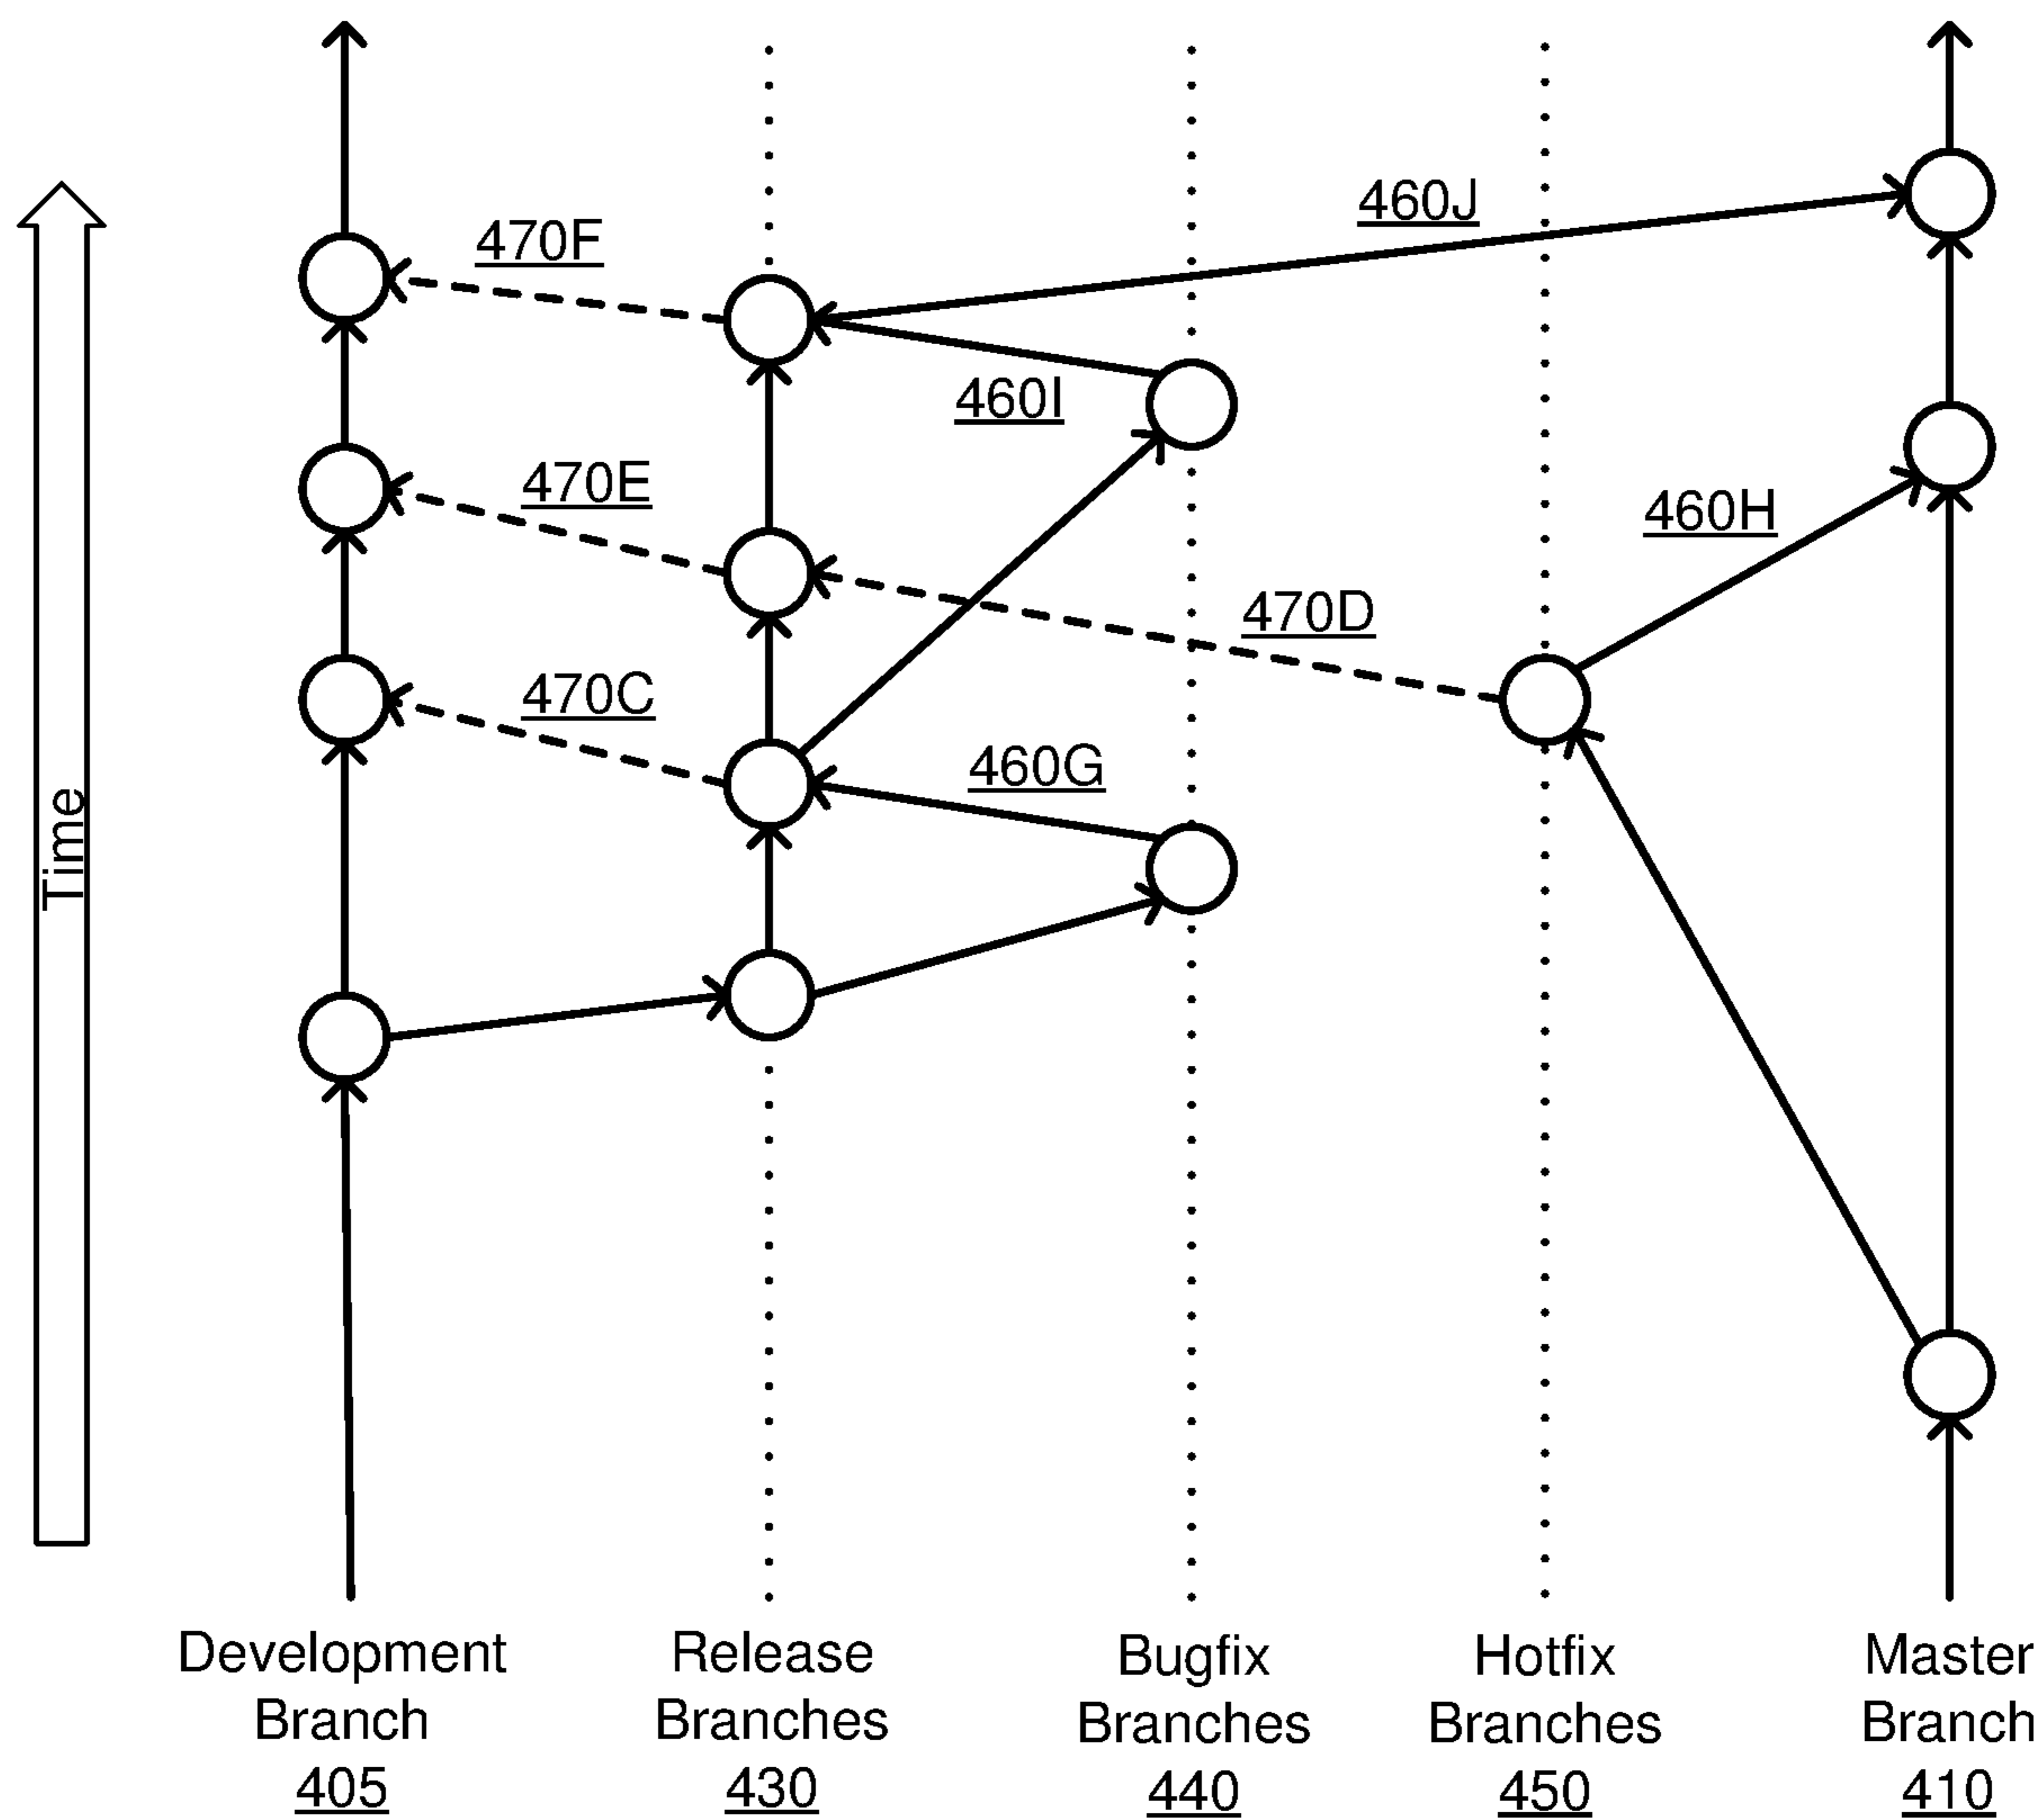 460J
470F
460I
470E
460H
470D
470C
460G
Time
Development
Branch
405
Release
Branches
430
Bugfix
Branches
440
Hotfix
Branches
450
Master
Branch
410